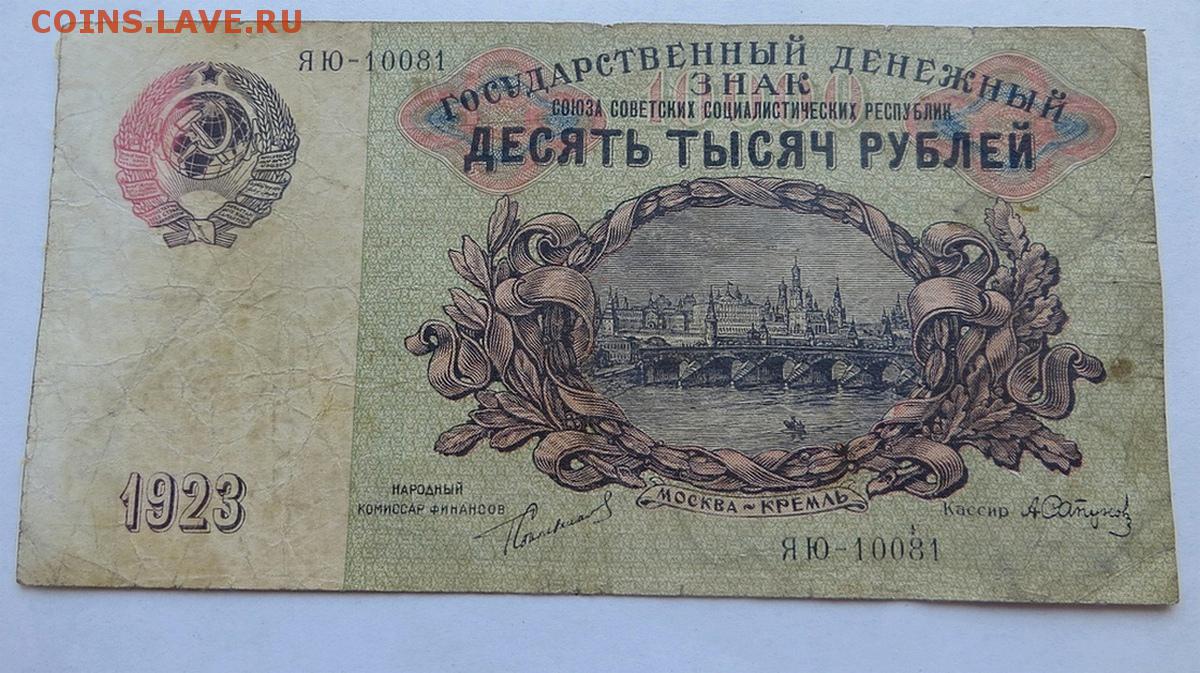 COINS.LAVE.RU
ЯЮ-10081
ГОСУДАРСТВЕННЫЙ ДЕНЕЖНЫЙ
ЗНАК
СОЮЗА СОВЕТСКИХ СОЦИАЛИСТИЧЕСКИХ РЕСПУБЛИК
ДЕСЯТЬ ТЫСЯЧ РУБЛЕЙ
1923
НАРОДНЫЙ
КОМИССАР ФИНАНСОВ
МОСКВА ~ КРЕМЛЬ
Кассир
ЯЮ-10081